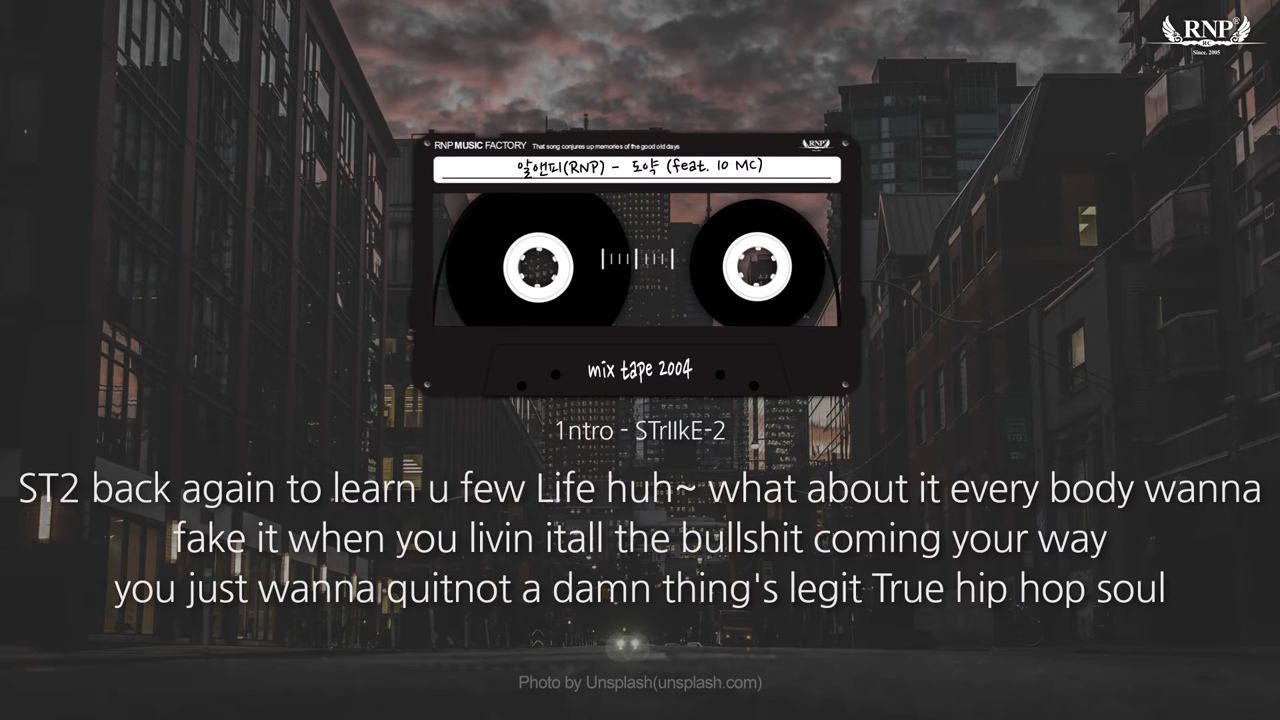 RNP®
RC
Since. 2005
RNP MUSIC FACTORY That song conjures up memories of the good old days
RNP
알앤피(RNP) - 도약 (feat. 10 MC)
mix tape 2004
1ntro - STrIIkE-2
ST2 back again to learn u few Life huh~ what about it every body wanna
fake it when you livin itall the bullshit coming your way
you just wanna quitnot a damn thing's legit True hip hop soul
Photo by Unsplash(unsplash.com)